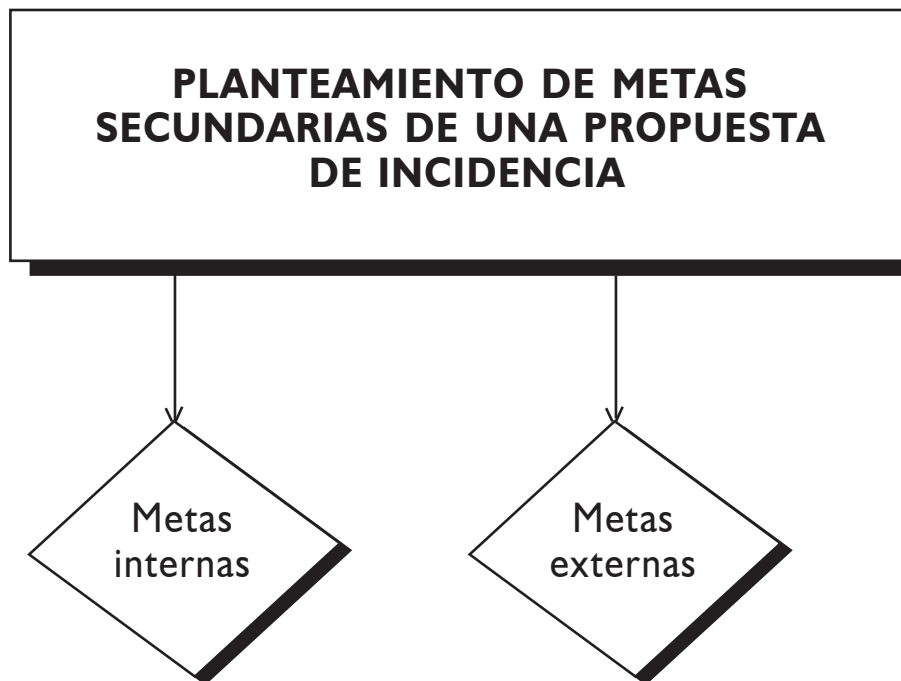 PLANTEAMIENTO DE METAS
SECUNDARIAS DE UNA PROPUESTA
DE INCIDENCIA
Metas
internas
Metas
externas